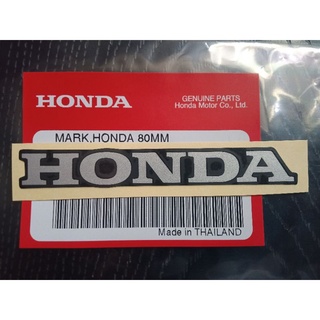 HONDA
GENUINE PARTS
Honda Motor Co., Ltd.
MARK,HONDA 80MM
HONDA
Made in THAILAND